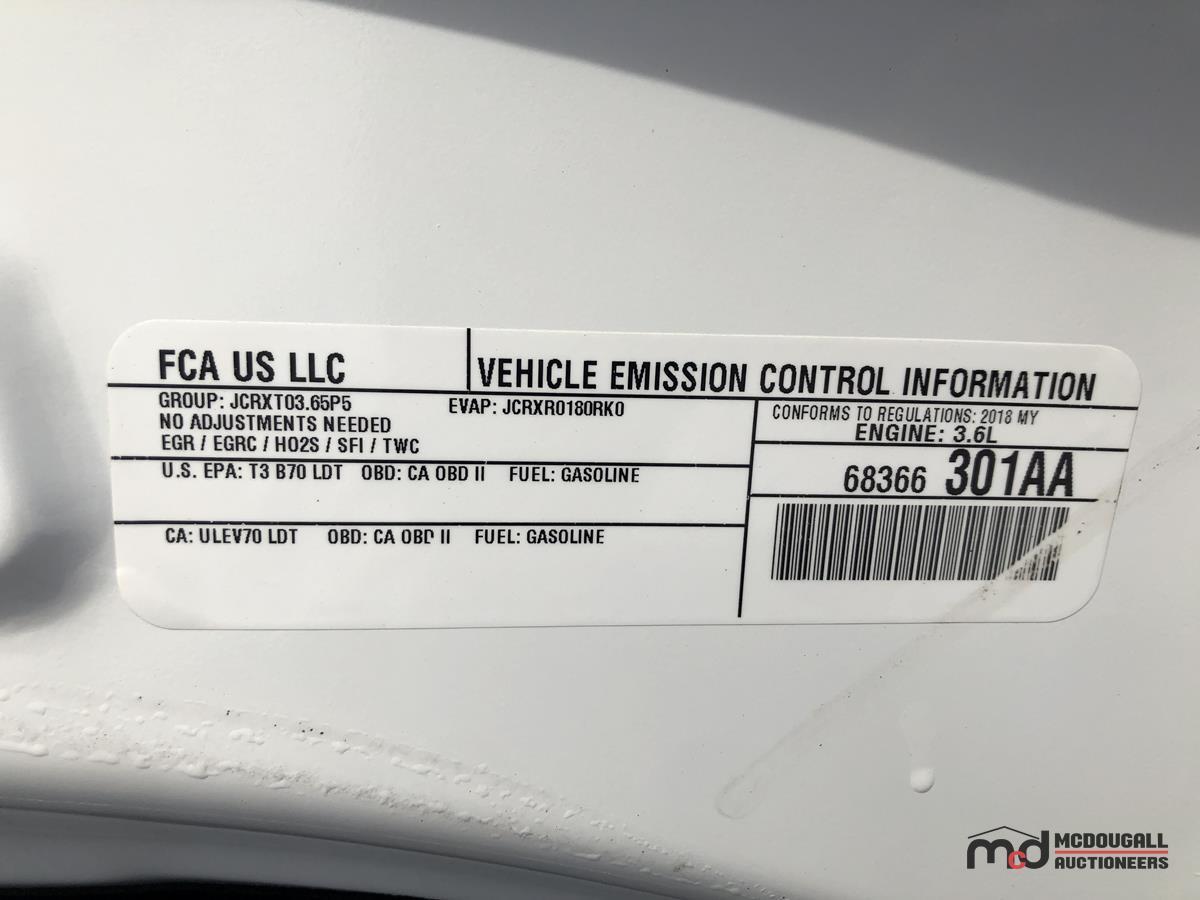 FCA US LLC
VEHICLE EMISSION CONTROL INFORMATION
GROUP: JCRXT03.65P5 EVAP: JCRXR0180RK0
NO ADJUSTMENTS NEEDED
EGR / EGRC / HO2S / SFI / TWC
U.S. EPA: T3 B70 LDT OBD: CA OBD II FUEL: GASOLINE
CA: ULEV70 LDT OBD: CA OBD II FUEL: GASOLINE
CONFORMS TO REGULATIONS: 2018 MY
ENGINE: 3.6L
68366 301AA
mcd MCDOUGALL
AUCTIONEERS